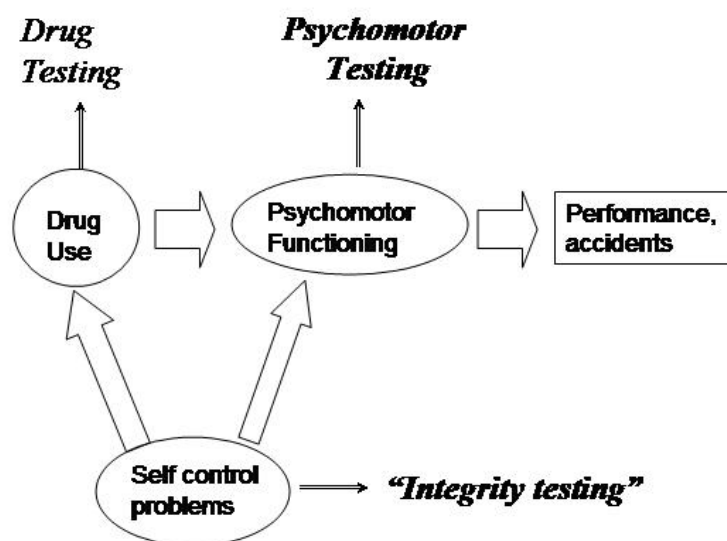 Drug
Testing
Psychomotor
Testing
Drug
Use
Psychomotor
Functioning
Performance,
accidents
Self control
problems
“Integrity testing”